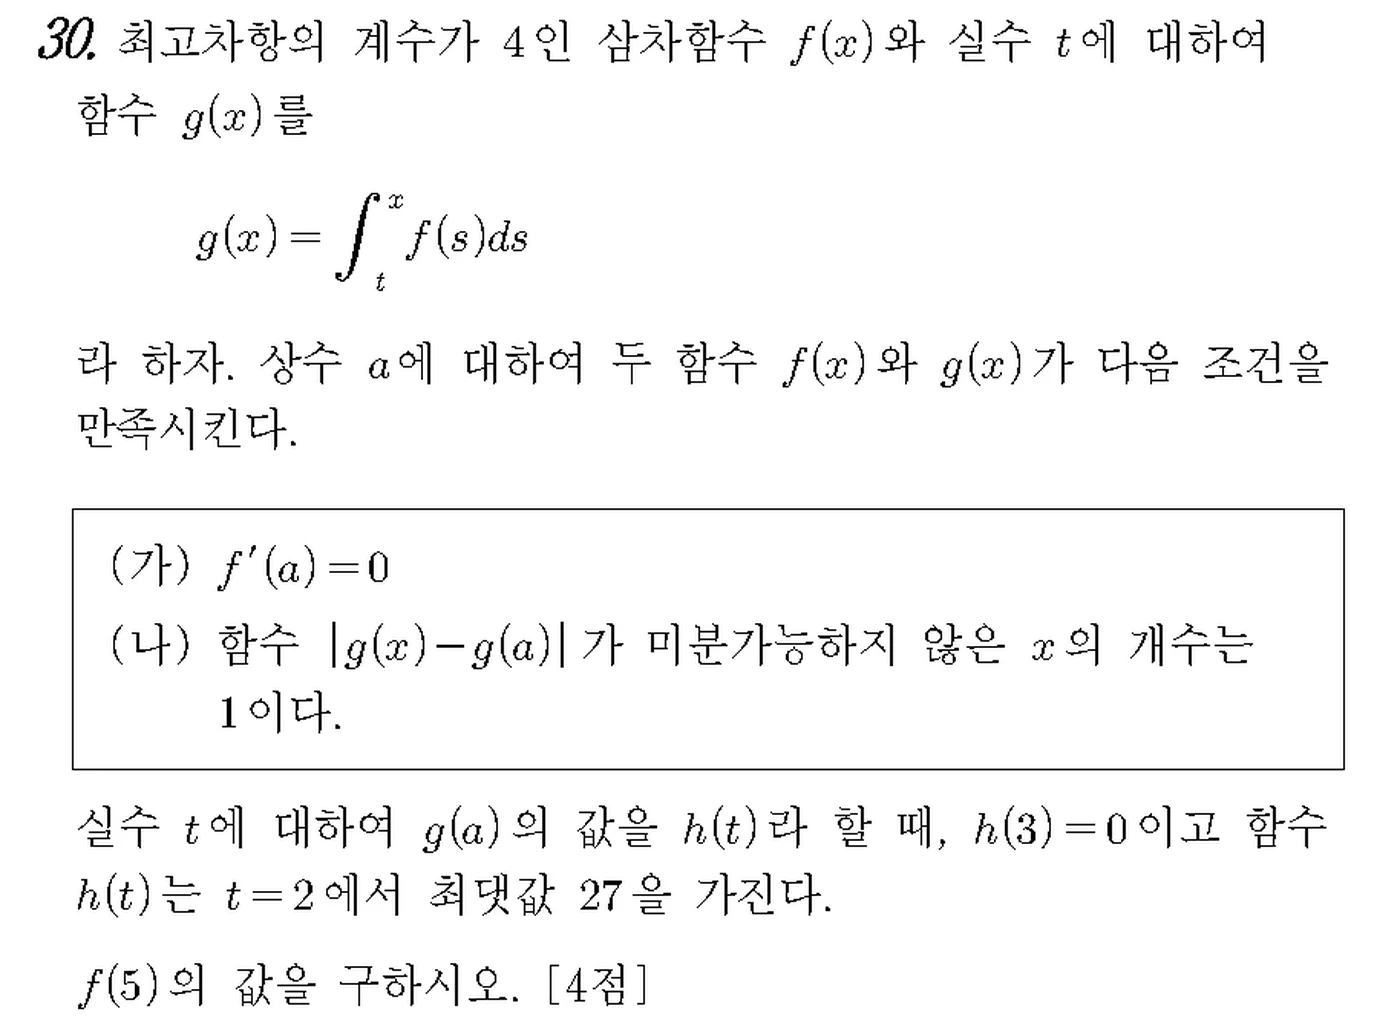 30. 최고차항의 계수가 4인 삼차함수 f(x)와 실수 t에 대하여
함수 g(x)를
g(x)=∫_t^x f(s)ds
라 하자. 상수 a에 대하여 두 함수 f(x)와 g(x)가 다음 조건을
만족시킨다.
(가) f′(a)=0
(나) 함수 |g(x)-g(a)|가 미분가능하지 않은 x의 개수는
1이다.
실수 t에 대하여 g(a)의 값을 h(t)라 할 때, h(3)=0이고 함수
h(t)는 t=2에서 최댓값 27을 가진다.
f(5)의 값을 구하시오. [4점]